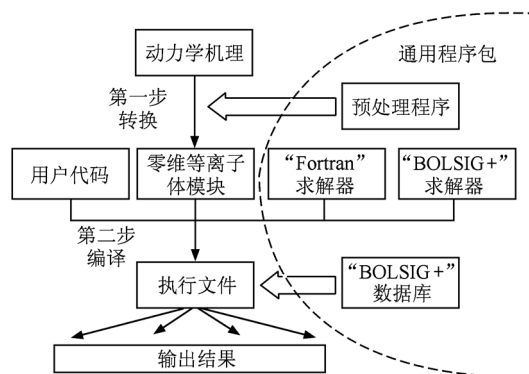 动力学机理
通用程序包
第一步
转换
预处理程序
用户代码
零维等离子
体模块
“Fortran”
求解器
“BOLSIG+”
求解器
第二步
编译
执行文件
“BOLSIG+”
数据库
输出结果